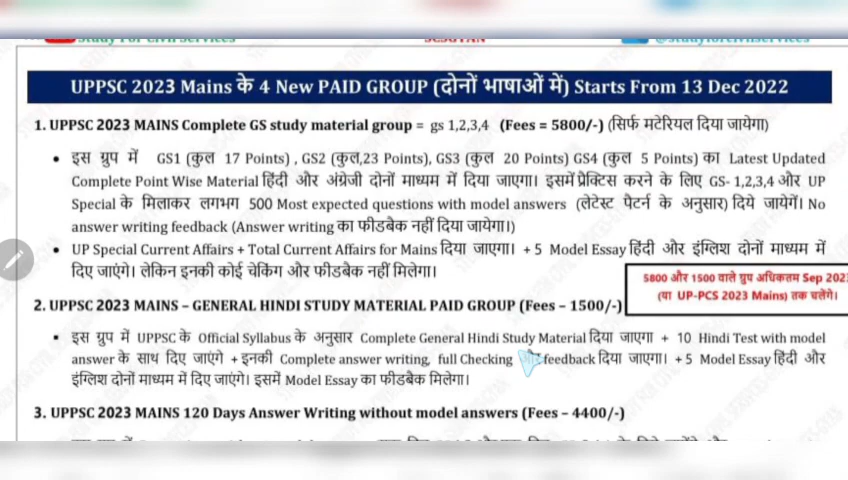 Study For Civil Services
SCSGYAN
@studyforcivilservices
UPPSC 2023 Mains के 4 New PAID GROUP (दोनों भाषाओं में) Starts From 13 Dec 2022
1. UPPSC 2023 MAINS Complete GS study material group = gs 1,2,3,4 (Fees = 5800/-) (सिर्फ मटेरियल दिया जायेगा)
• इस ग्रुप में GS1 (कुल 17 Points) , GS2 (कुल,23 Points), GS3 (कुल 20 Points) GS4 (कुल 5 Points) का Latest Updated
Complete Point Wise Material हिंदी और अंग्रेजी दोनों माध्यम में दिया जाएगा। इसमें प्रैक्टिस करने के लिए GS- 1,2,3,4 और UP
Special के मिलाकर लगभग 500 Most expected questions with model answers (लेटेस्ट पैटर्न के अनुसार) दिये जायेगें। No
answer writing feedback (Answer writing का फीडबैक नहीं दिया जायेगा।)
• UP Special Current Affairs + Total Current Affairs for Mains दिया जाएगा। + 5 Model Essay हिंदी और इंग्लिश दोनों माध्यम में
दिए जाएंगे। लेकिन इनकी कोई चेकिंग और फीडबैक नहीं मिलेगा।
5800 और 1500 वाले ग्रुप अधिकतम Sep 2023
(या UP-PCS 2023 Mains) तक चलेंगे।
2. UPPSC 2023 MAINS – GENERAL HINDI STUDY MATERIAL PAID GROUP (Fees – 1500/-)
▪ इस ग्रुप में UPPSC के Official Syllabus के अनुसार Complete General Hindi Study Material दिया जाएगा + 10 Hindi Test with model
answer के साथ दिए जाएंगे + इनकी Complete answer writing, full Checking और feedback दिया जाएगा। + 5 Model Essay हिंदी और
इंग्लिश दोनों माध्यम में दिए जाएंगे। इसमें Model Essay का फीडबैक मिलेगा।
3. UPPSC 2023 MAINS 120 Days Answer Writing without model answers (Fees – 4400/-)